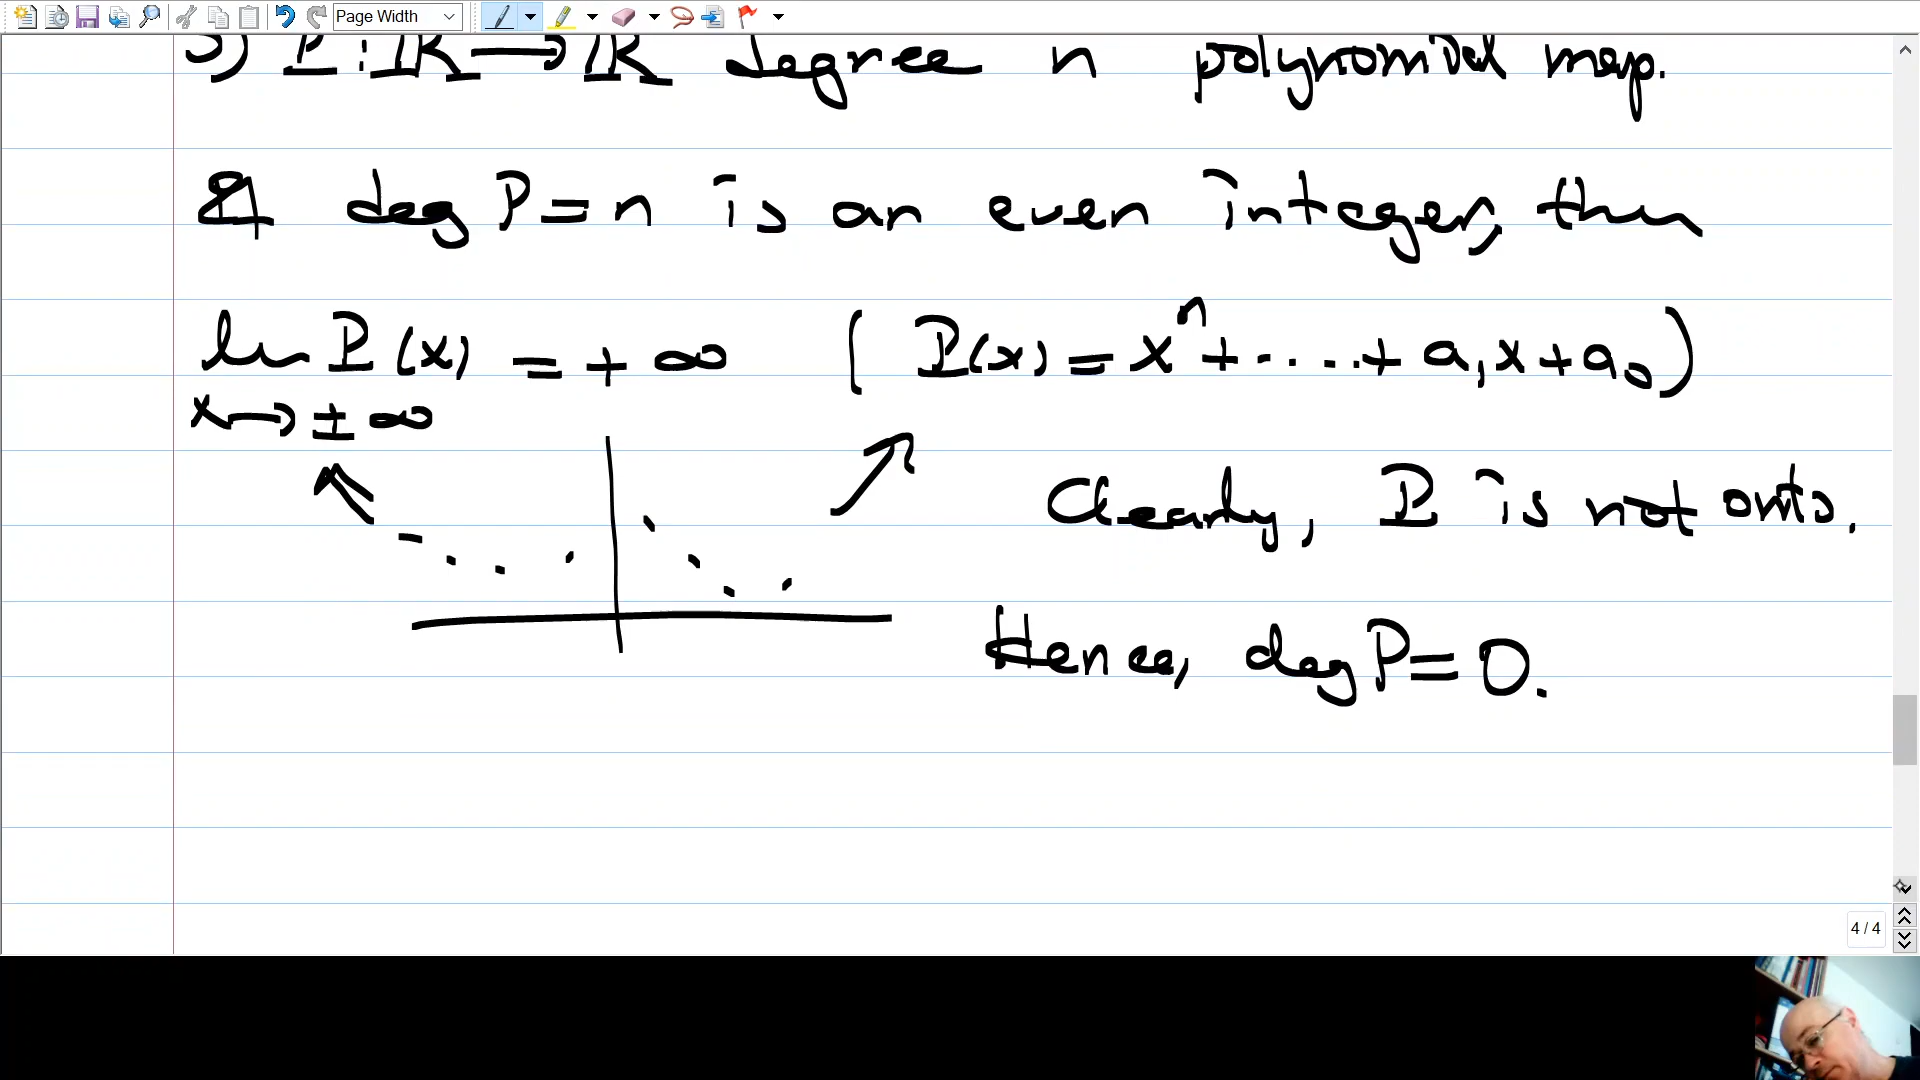 Page Width
3) P: ℝ → ℝ degree n polynomial map.
If deg P = n is an even integer, then
lim P(x) = +∞ ( P(x) = xⁿ + .... + a₁x + a₀ )
x → ±∞
Clearly, P is not onto.
Hence, deg P = 0.
4 / 4